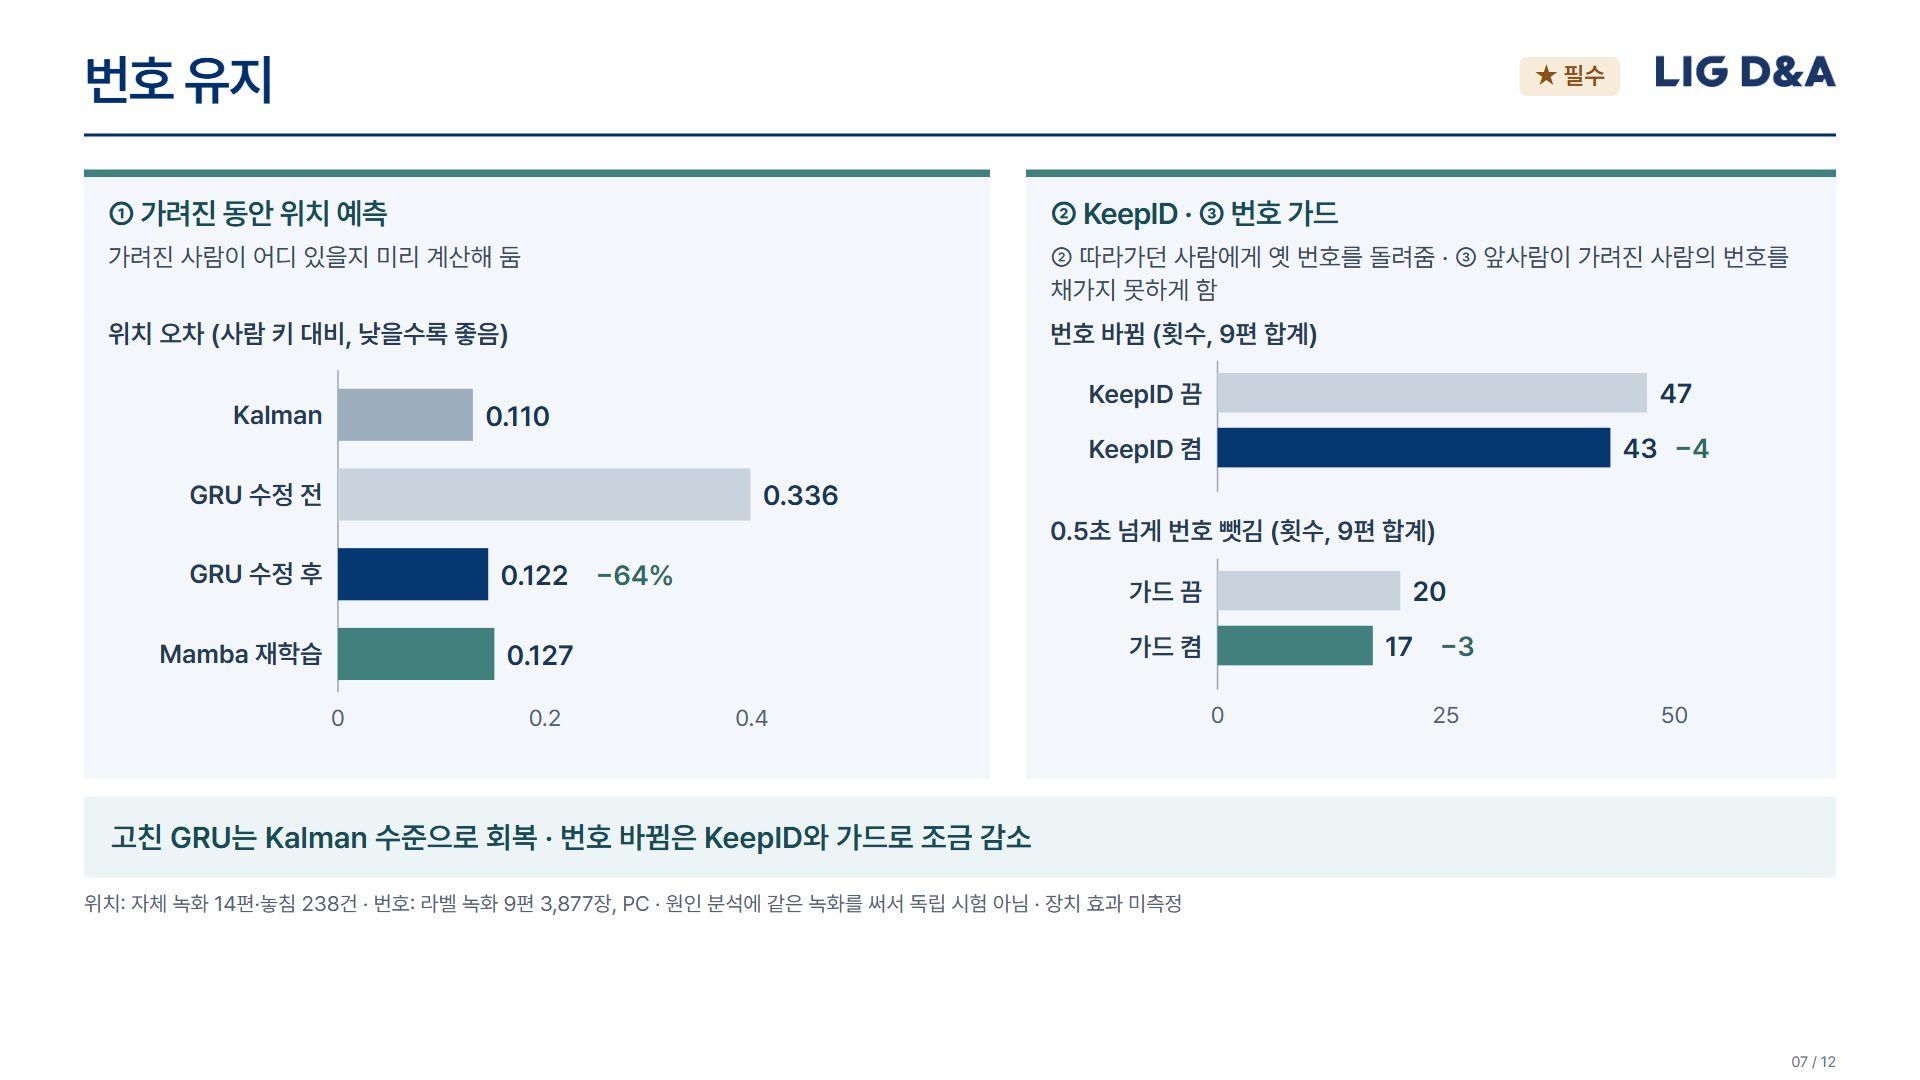 번호 유지
★ 필수
LIG D&A
① 가려진 동안 위치 예측
가려진 사람이 어디 있을지 미리 계산해 둠
위치 오차 (사람 키 대비, 낮을수록 좋음)
Kalman 0.110
GRU 수정 전 0.336
GRU 수정 후 0.122 −64%
Mamba 재학습 0.127
0 0.2 0.4
② KeepID · ③ 번호 가드
② 따라가던 사람에게 옛 번호를 돌려줌 · ③ 앞사람이 가려진 사람의 번호를
채가지 못하게 함
번호 바뀜 (횟수, 9편 합계)
KeepID 끔 47
KeepID 켬 43 −4
0.5초 넘게 번호 뺏김 (횟수, 9편 합계)
가드 끔 20
가드 켬 17 −3
0 25 50
고친 GRU는 Kalman 수준으로 회복 · 번호 바뀜은 KeepID와 가드로 조금 감소
위치: 자체 녹화 14편·놓침 238건 · 번호: 라벨 녹화 9편 3,877장, PC · 원인 분석에 같은 녹화를 써서 독립 시험 아님 · 장치 효과 미측정
07 / 12